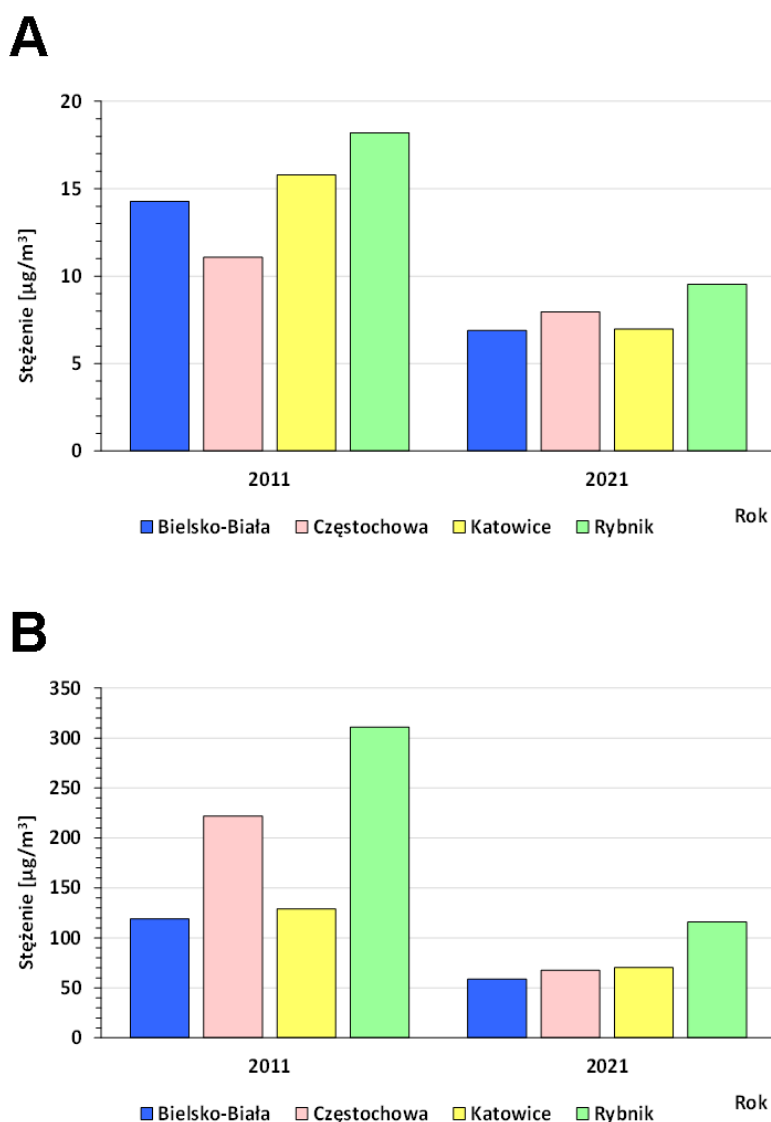 A
20
15
10
5
0
Stężenie [µg/m³]
2011 2021
Bielsko-Biała Częstochowa Katowice Rybnik Rok
B
350
300
250
200
150
100
50
0
Stężenie [µg/m³]
2011 2021
Bielsko-Biała Częstochowa Katowice Rybnik Rok